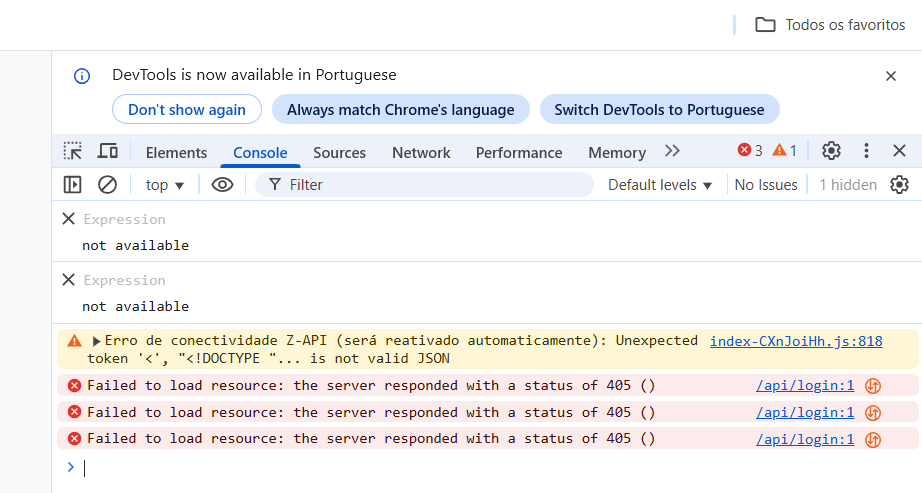 Todos os favoritos
DevTools is now available in Portuguese
Don't show again
Always match Chrome's language
Switch DevTools to Portuguese
Elements Console Sources Network Performance Memory 3 1
top Filter Default levels No Issues 1 hidden
Expression
not available
Expression
not available
Erro de conectividade Z-API (será reativado automaticamente): Unexpected index-CXnJoiHh.js:818
token '<', "<!DOCTYPE "... is not valid JSON
Failed to load resource: the server responded with a status of 405 () /api/login:1
Failed to load resource: the server responded with a status of 405 () /api/login:1
Failed to load resource: the server responded with a status of 405 () /api/login:1